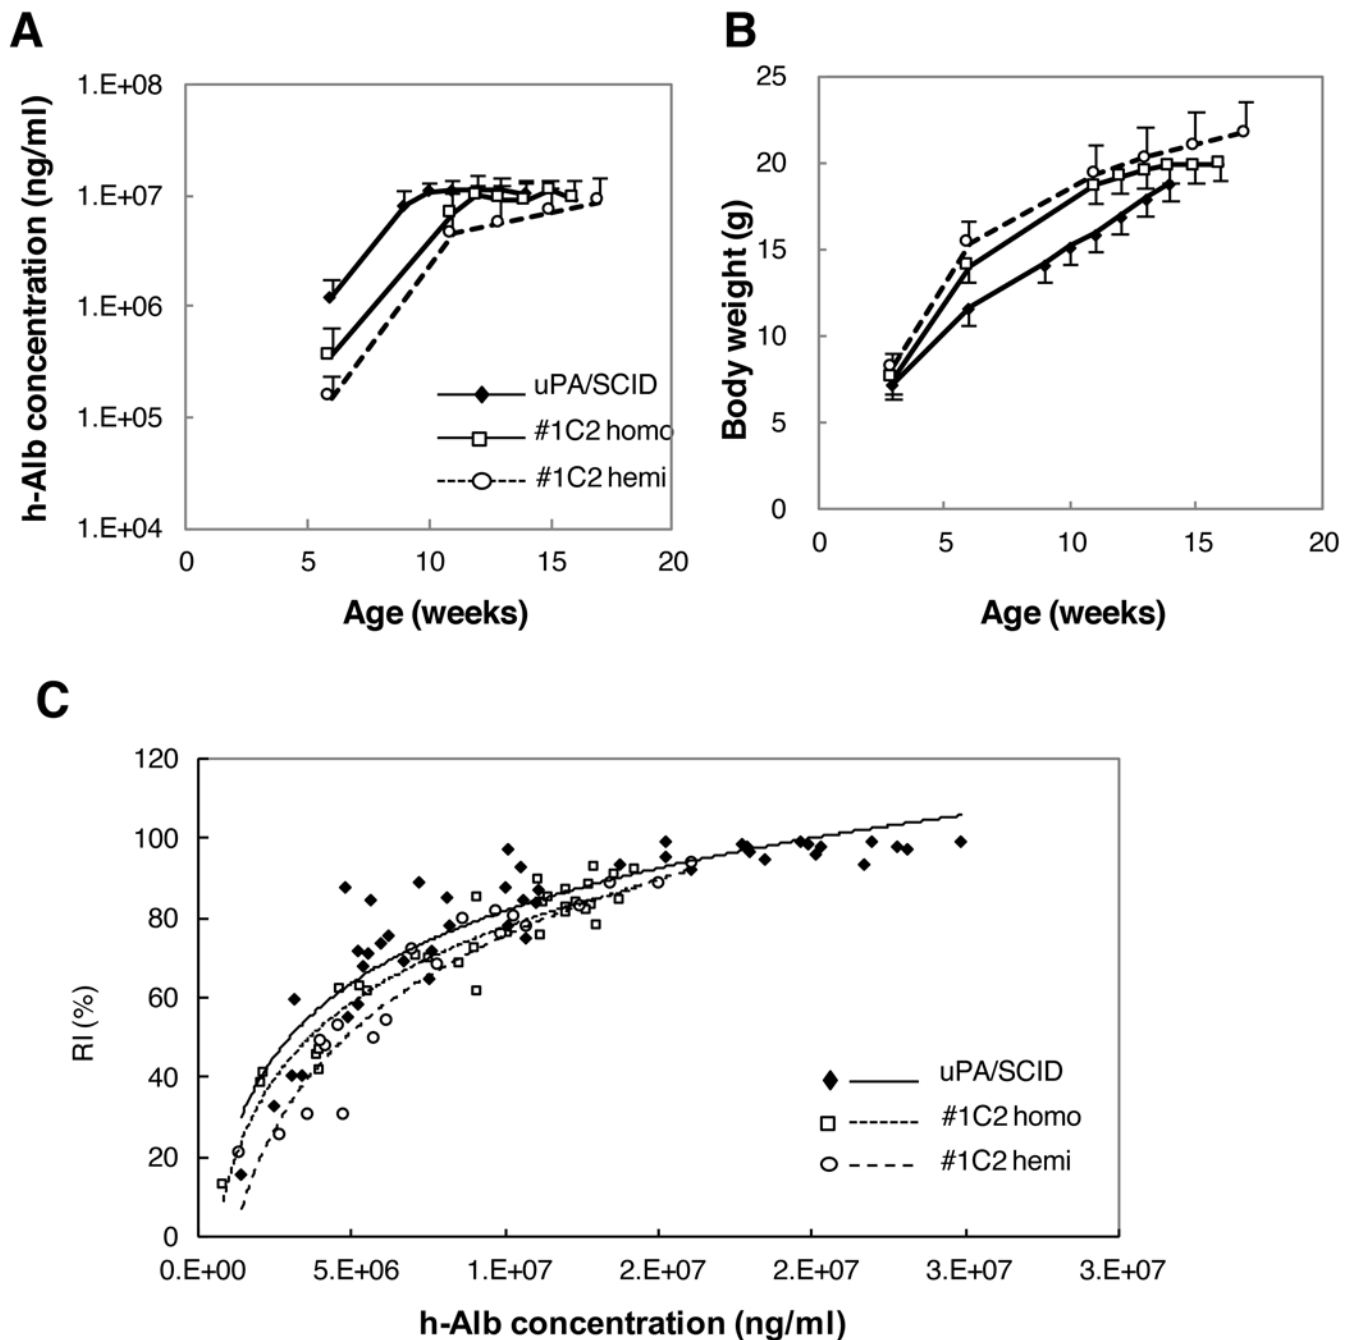 A
h-Alb concentration (ng/ml)
1.E+08
1.E+07
1.E+06
1.E+05
1.E+04
0 5 10 15 20
Age (weeks)
uPA/SCID
#1C2 homo
#1C2 hemi
B
Body weight (g)
25
20
15
10
5
0
0 5 10 15 20
Age (weeks)
C
RI (%)
120
100
80
60
40
20
0
0.E+00 5.E+06 1.E+07 2.E+07 2.E+07 3.E+07 3.E+07
h-Alb concentration (ng/ml)
uPA/SCID
#1C2 homo
#1C2 hemi